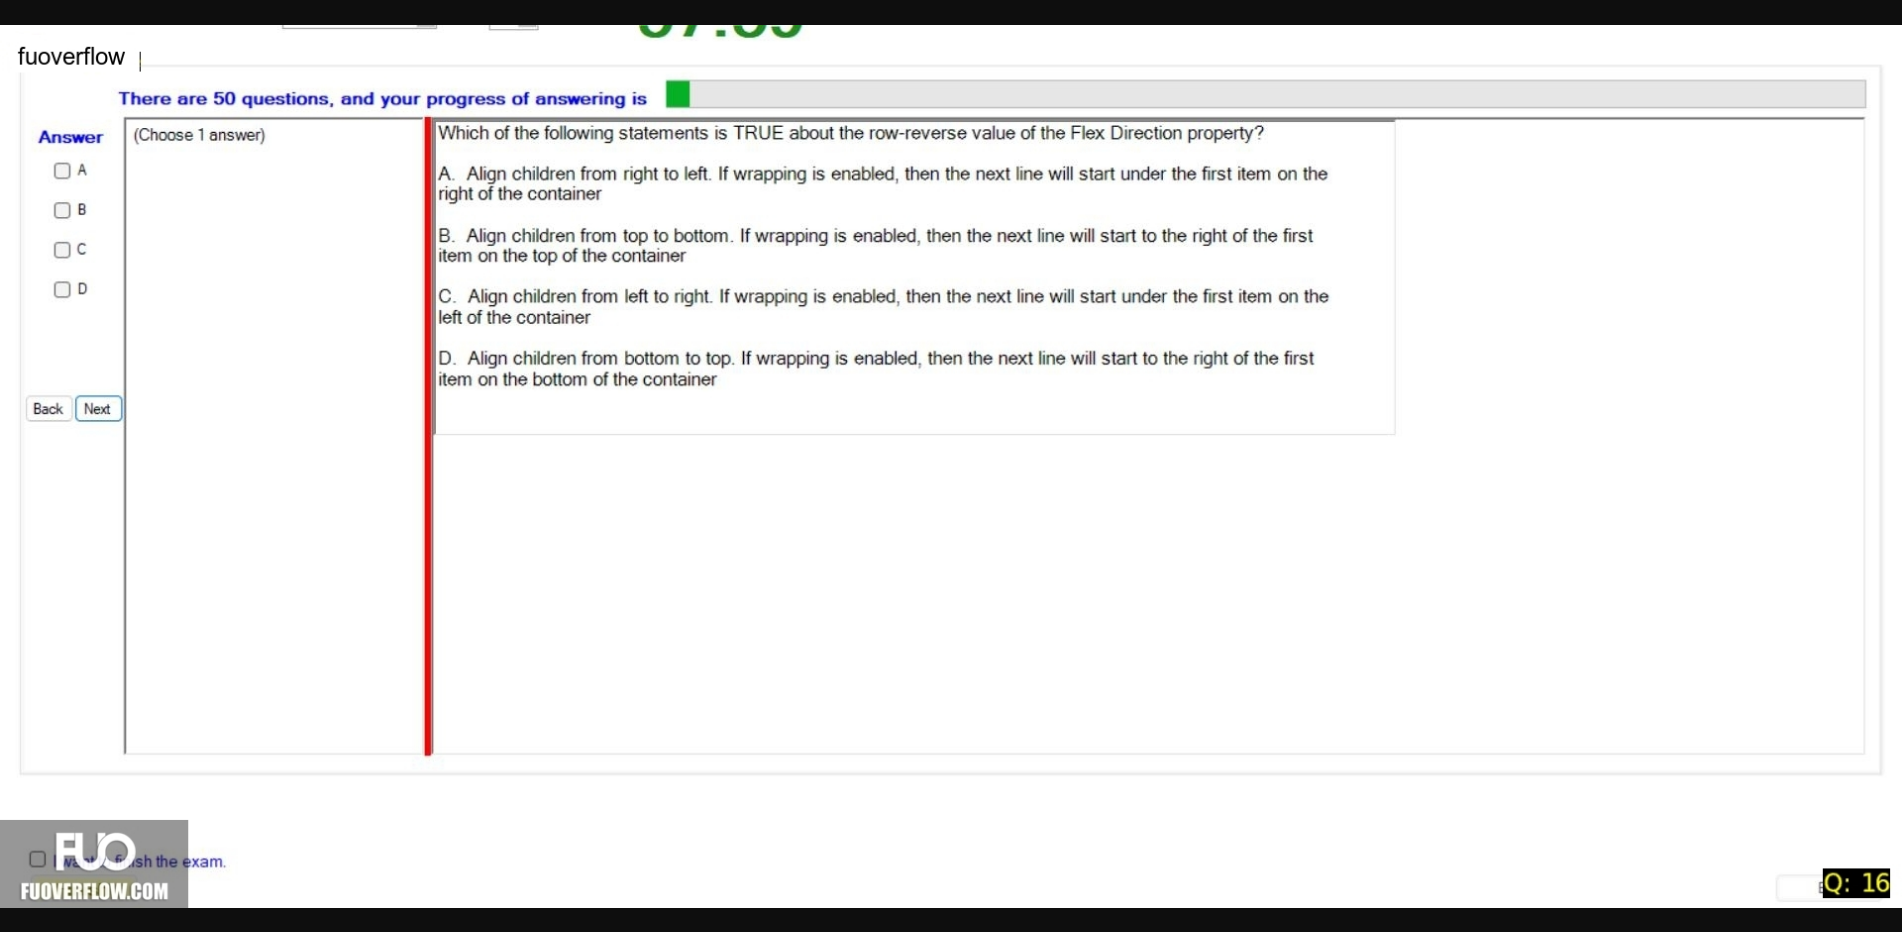 fuoverflow
There are 50 questions, and your progress of answering is
Answer
(Choose 1 answer)
A
B
C
D
Back Next
Which of the following statements is TRUE about the row-reverse value of the Flex Direction property?
A. Align children from right to left. If wrapping is enabled, then the next line will start under the first item on the
right of the container
B. Align children from top to bottom. If wrapping is enabled, then the next line will start to the right of the first
item on the top of the container
C. Align children from left to right. If wrapping is enabled, then the next line will start under the first item on the
left of the container
D. Align children from bottom to top. If wrapping is enabled, then the next line will start to the right of the first
item on the bottom of the container
FUO
the exam.
FUOVERFLOW.COM
Q: 16